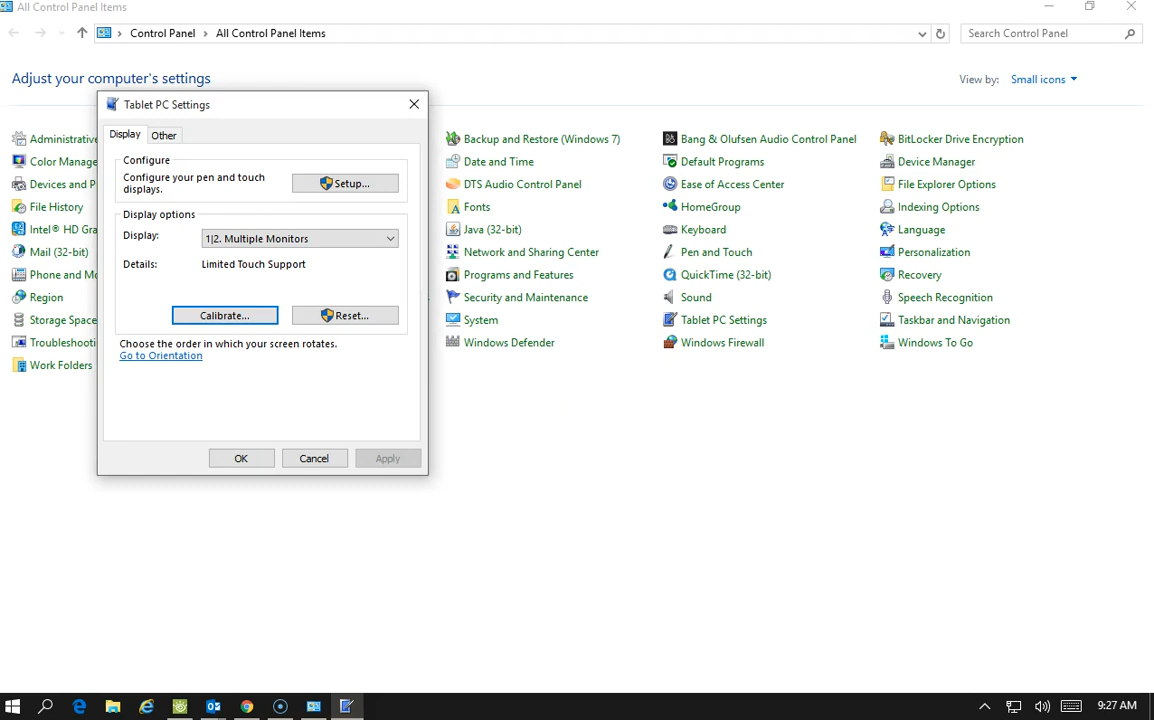 All Control Panel Items
Control Panel > All Control Panel Items
Search Control Panel
Adjust your computer's settings
View by: Small icons
Tablet PC Settings
Display Other
Configure
Configure your pen and touch
displays.
Setup...
Display options
Display: 1|2. Multiple Monitors
Details: Limited Touch Support
Calibrate... Reset...
Choose the order in which your screen rotates.
Go to Orientation
OK Cancel Apply
Administrative
Color Manage
Devices and P
File History
Intel® HD Gra
Mail (32-bit)
Phone and Mo
Region
Storage Space
Troubleshooti
Work Folders
Backup and Restore (Windows 7)
Date and Time
DTS Audio Control Panel
Fonts
Java (32-bit)
Network and Sharing Center
Programs and Features
Security and Maintenance
System
Windows Defender
Bang & Olufsen Audio Control Panel
Default Programs
Ease of Access Center
HomeGroup
Keyboard
Pen and Touch
QuickTime (32-bit)
Sound
Tablet PC Settings
Windows Firewall
BitLocker Drive Encryption
Device Manager
File Explorer Options
Indexing Options
Language
Personalization
Recovery
Speech Recognition
Taskbar and Navigation
Windows To Go
9:27 AM